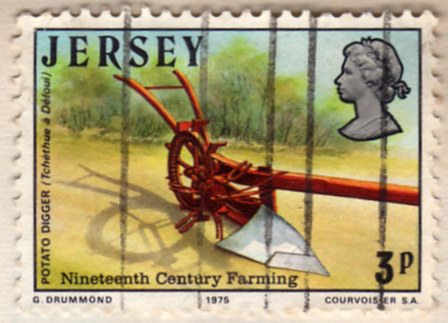 JERSEY
POTATO DIGGER (Tchéthue à Défoui)
Nineteenth Century Farming
3p
G. DRUMMOND 1975 COURVOISIER S.A.